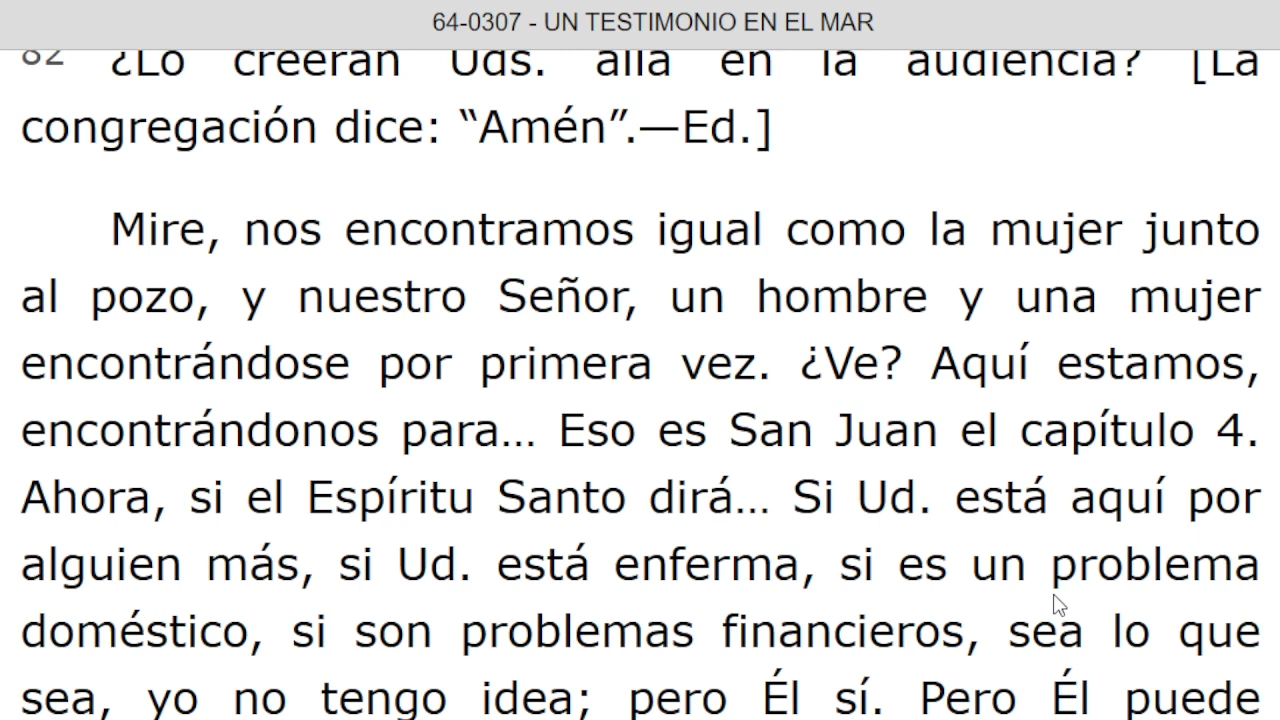 64-0307 - UN TESTIMONIO EN EL MAR
82 ¿Lo creerán Uds. allá en la audiencia? [La
congregación dice: “Amén”.—Ed.]
Mire, nos encontramos igual como la mujer junto
al pozo, y nuestro Señor, un hombre y una mujer
encontrándose por primera vez. ¿Ve? Aquí estamos,
encontrándonos para... Eso es San Juan el capítulo 4.
Ahora, si el Espíritu Santo dirá... Si Ud. está aquí por
alguien más, si Ud. está enferma, si es un problema
doméstico, si son problemas financieros, sea lo que
sea, yo no tengo idea; pero Él sí. Pero Él puede